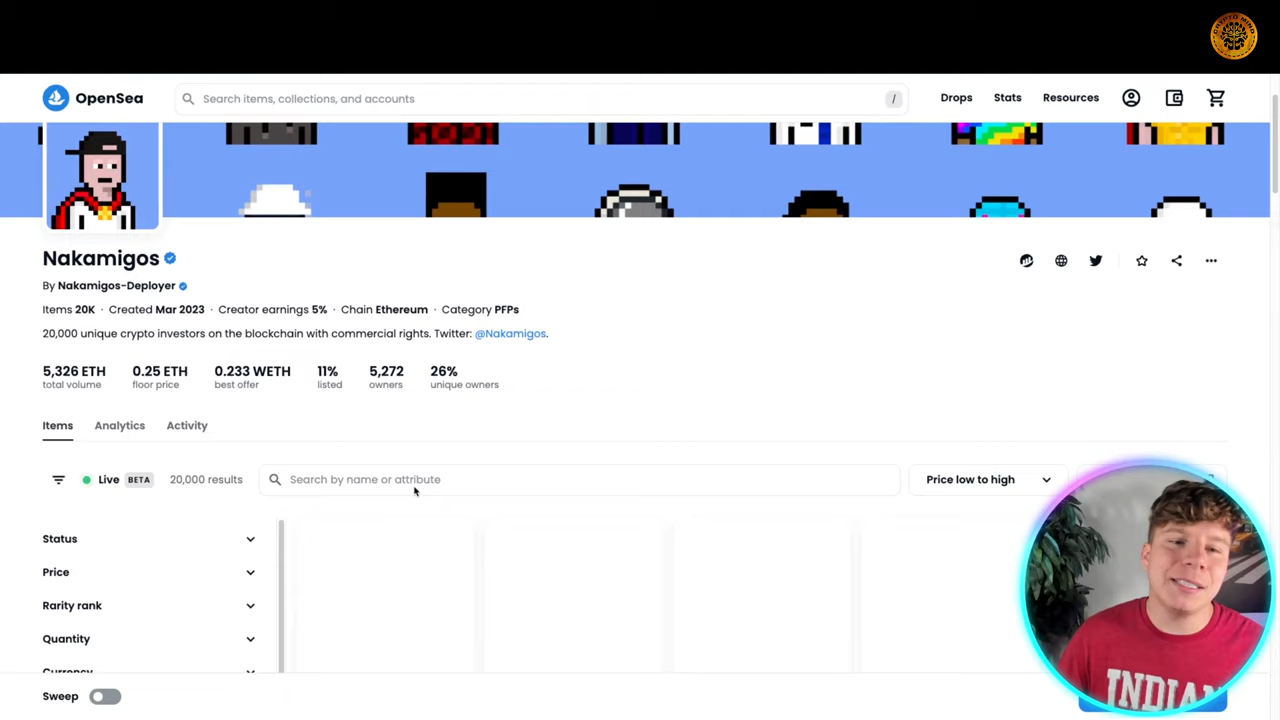 CRYPTO MIND
OpenSea
Search items, collections, and accounts
/
Drops
Stats
Resources
Nakamigos
By Nakamigos-Deployer
Items 20K · Created Mar 2023 · Creator earnings 5% · Chain Ethereum · Category PFPs
20,000 unique crypto investors on the blockchain with commercial rights. Twitter: @Nakamigos.
5,326 ETH 0.25 ETH 0.233 WETH 11% 5,272 26%
total volume floor price best offer listed owners unique owners
Items Analytics Activity
Live BETA 20,000 results Search by name or attribute Price low to high
Status
Price
Rarity rank
Quantity
Currency
Sweep
INDIAN